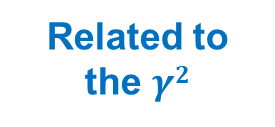 Related to
the γ²